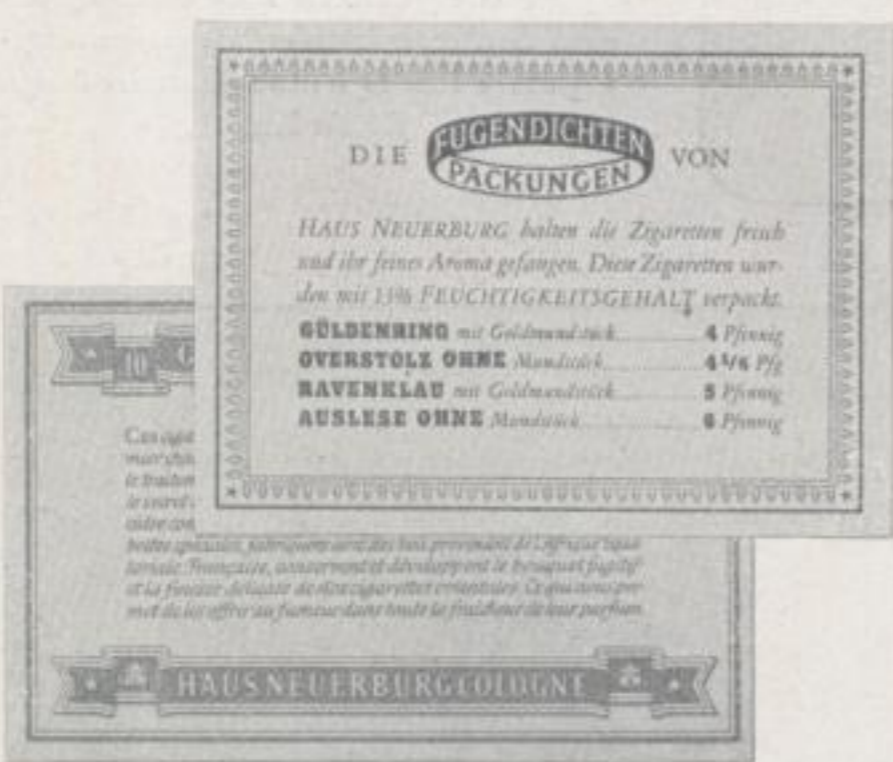 DIE FUGENDICHTEN PACKUNGEN VON
HAUS NEUERBURG halten die Zigaretten frisch
und ihr feines Aroma gefangen. Diese Zigaretten wur-
den mit 13% FEUCHTIGKEITSGEHALT verpackt.
GÜLDENRING mit Goldmundstück 4 Pfennig
OVERSTOLZ OHNE Mundstück Pfg
RAVENKLAU mit Goldmundstück 5 Pfennig
AUSLESE OHNE Mundstück 6 Pfennig
10
Ces
le
le secret
boîtes spéciales, fabriquées avec des bois provenant de l'Afrique équa-
toriale Française, conservent et développent le bouquet fugitif
et la finesse délicate de nos cigarettes orientales. Ce qui nous per-
met de les offrir au fumeur dans toute la fraîcheur de leur parfum.
HAUS NEUERBURG COLOGNE